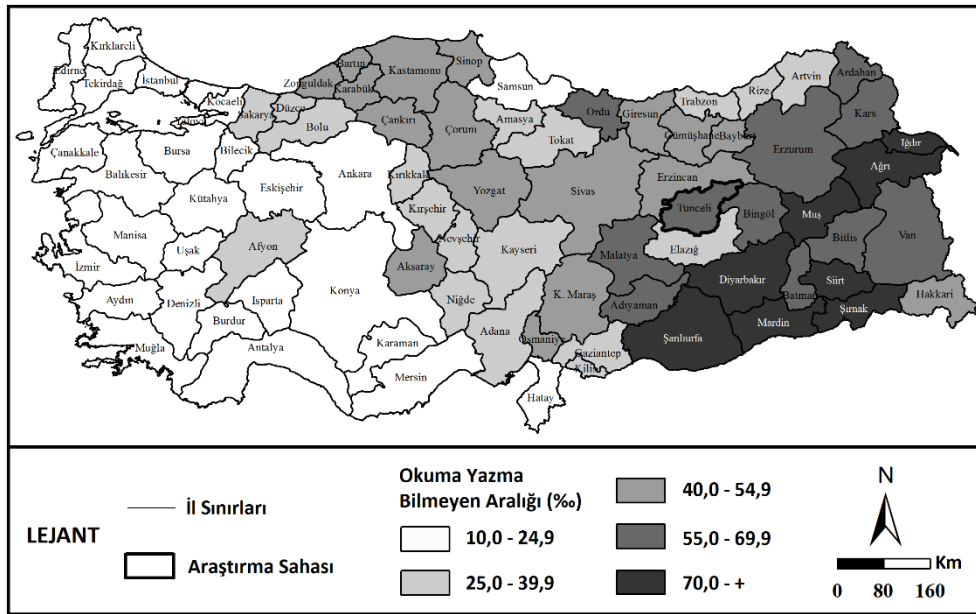 Kırklareli
Edirne
Tekirdağ
İstanbul
Kocaeli
Yalova
Sakarya
Düzce
Bolu
Zonguldak
Bartın
Karabük
Kastamonu
Sinop
Samsun
Çankırı
Çorum
Amasya
Tokat
Ordu
Giresun
Trabzon
Rize
Artvin
Ardahan
Kars
Gümüşhane
Bayburt
Erzurum
Iğdır
Ağrı
Çanakkale
Balıkesir
Bursa
Bilecik
Eskişehir
Ankara
Kırıkkale
Yozgat
Sivas
Erzincan
Tunceli
Bingöl
Muş
Bitlis
Van
Kütahya
Manisa
Uşak
Afyon
Kırşehir
Nevşehir
Kayseri
Malatya
Elazığ
Diyarbakır
Batman
Siirt
Şırnak
Hakkari
İzmir
Aydın
Denizli
Isparta
Burdur
Konya
Aksaray
Niğde
Adana
K. Maraş
Adıyaman
Osmaniye
Gaziantep
Kilis
Şanlıurfa
Mardin
Muğla
Antalya
Karaman
Mersin
Hatay
LEJANT
İl Sınırları
Araştırma Sahası
Okuma Yazma
Bilmeyen Aralığı (‰)
10,0 - 24,9
25,0 - 39,9
40,0 - 54,9
55,0 - 69,9
70,0 - +
N
Km
0 80 160